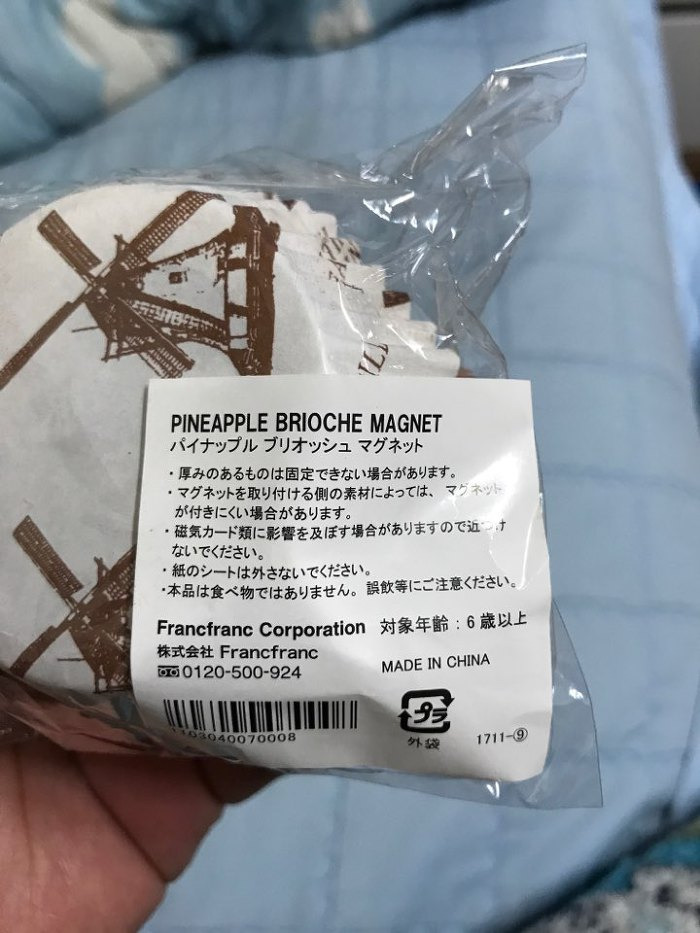 PINEAPPLE BRIOCHE MAGNET
パイナップル ブリオッシュ マグネット
・厚みのあるものは固定できない場合があります。
・マグネットを取り付ける側の素材によっては、マグネット
が付きにくい場合があります。
・磁気カード類に影響を及ぼす場合がありますので近づけ
ないでください。
・紙のシートは外さないでください。
・本品は食べ物ではありません。誤飲等にご注意ください。
Francfranc Corporation 対象年齢：6歳以上
株式会社 Francfranc
0120-500-924
MADE IN CHINA
プラ
外袋
1711-⑨